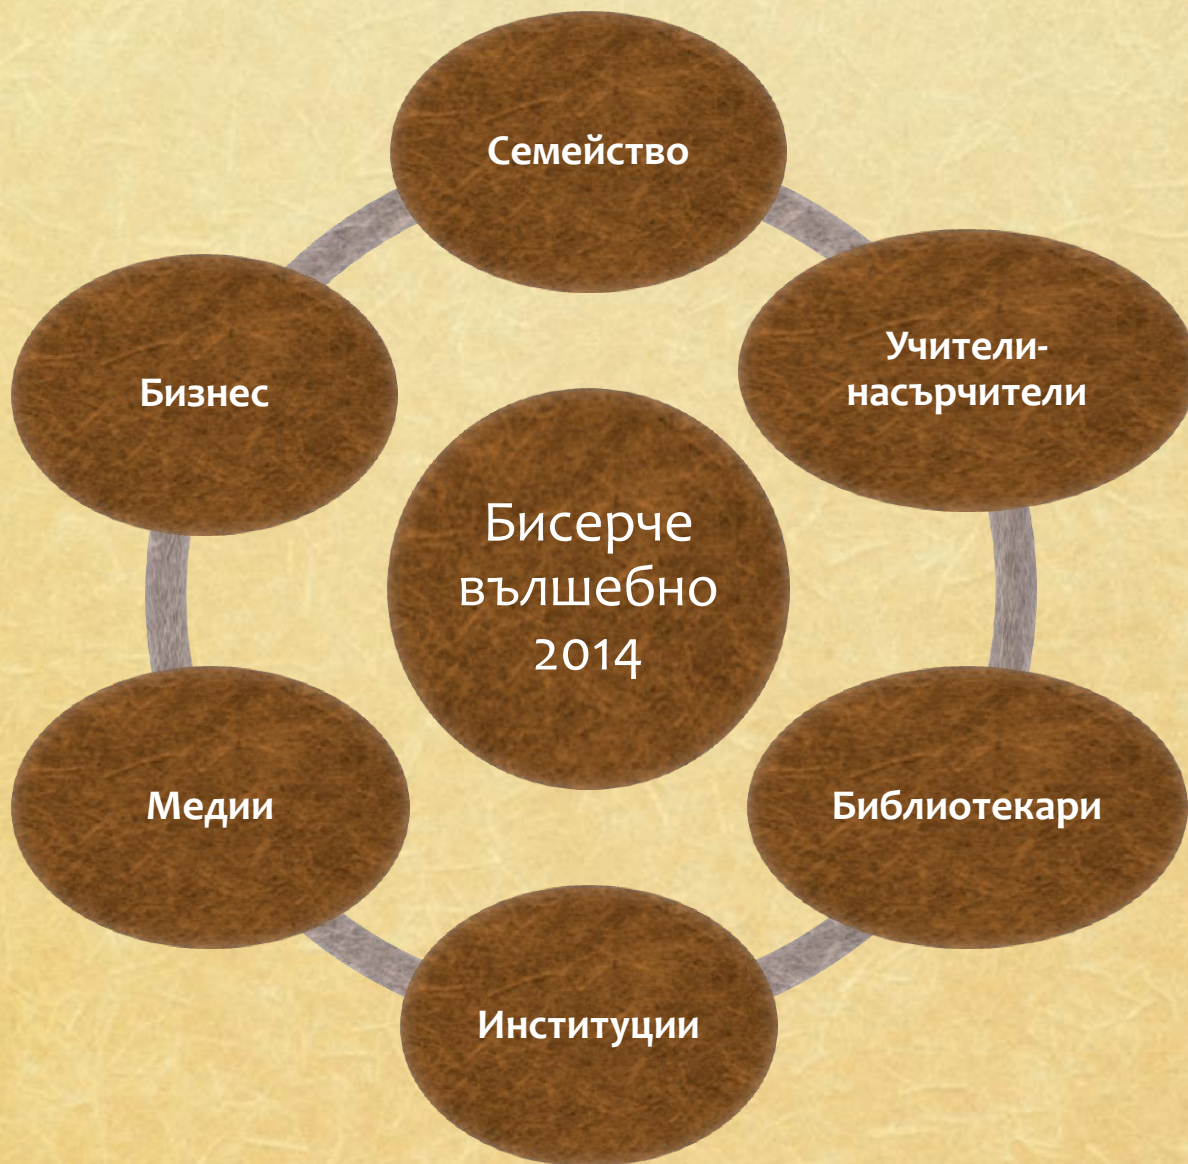 Семейство
Учители-
насърчители
Библиотекари
Институции
Медии
Бизнес
Бисерче
вълшебно
2014